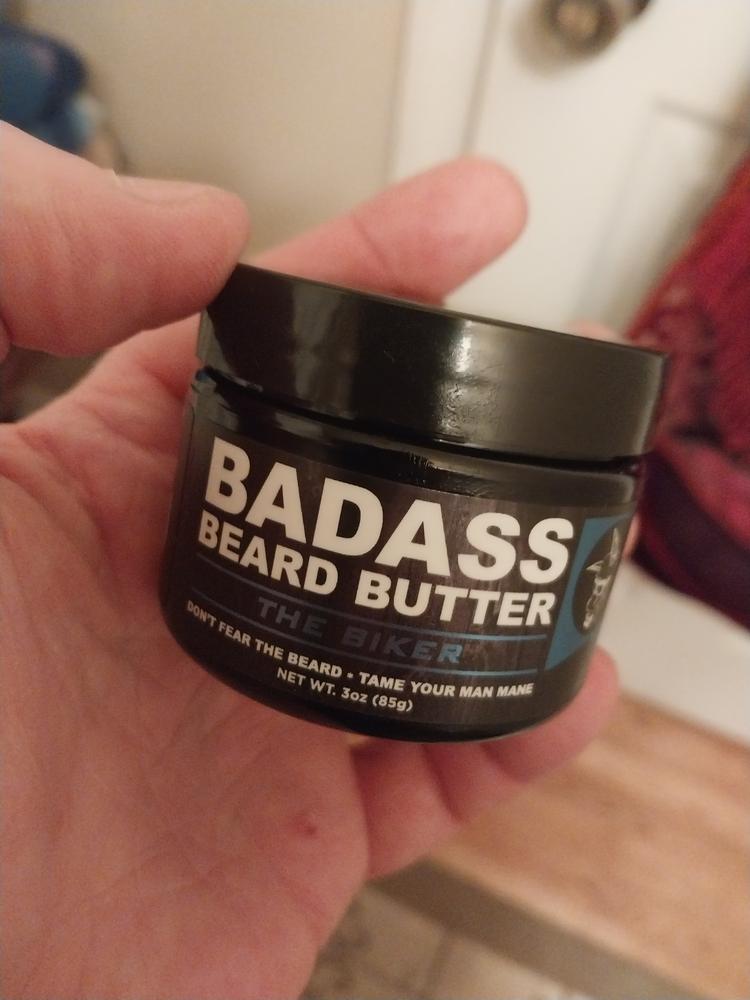 BADASS
BEARD BUTTER
THE BIKER
DON'T FEAR THE BEARD • TAME YOUR MAN MANE
NET WT. 3oz (85g)